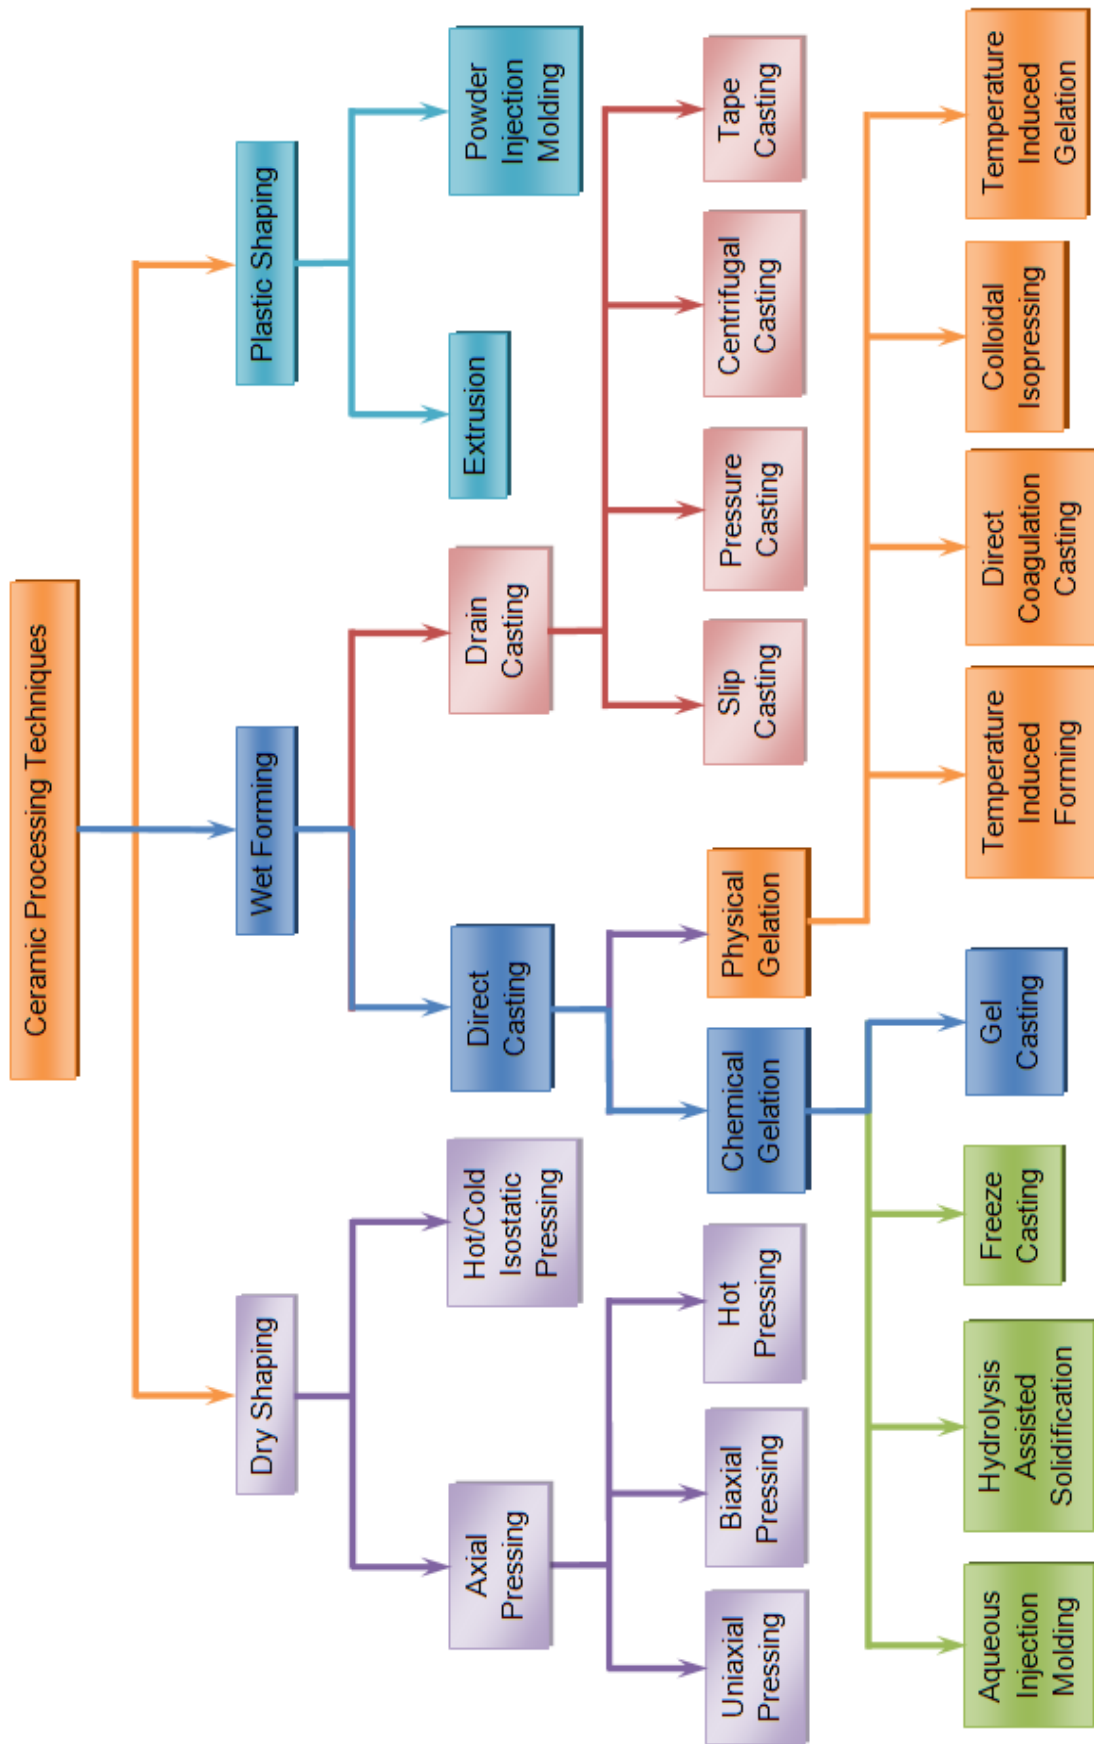 Ceramic Processing Techniques
Dry Shaping
Wet Forming
Plastic Shaping
Axial
Pressing
Hot/Cold
Isostatic
Pressing
Direct
Casting
Drain
Casting
Extrusion
Powder
Injection
Molding
Uniaxial
Pressing
Biaxial
Pressing
Hot
Pressing
Chemical
Gelation
Physical
Gelation
Slip
Casting
Pressure
Casting
Centrifugal
Casting
Tape
Casting
Aqueous
Injection
Molding
Hydrolysis
Assisted
Solidification
Freeze
Casting
Gel
Casting
Temperature
Induced
Forming
Direct
Coagulation
Casting
Colloidal
Isopressing
Temperature
Induced
Gelation